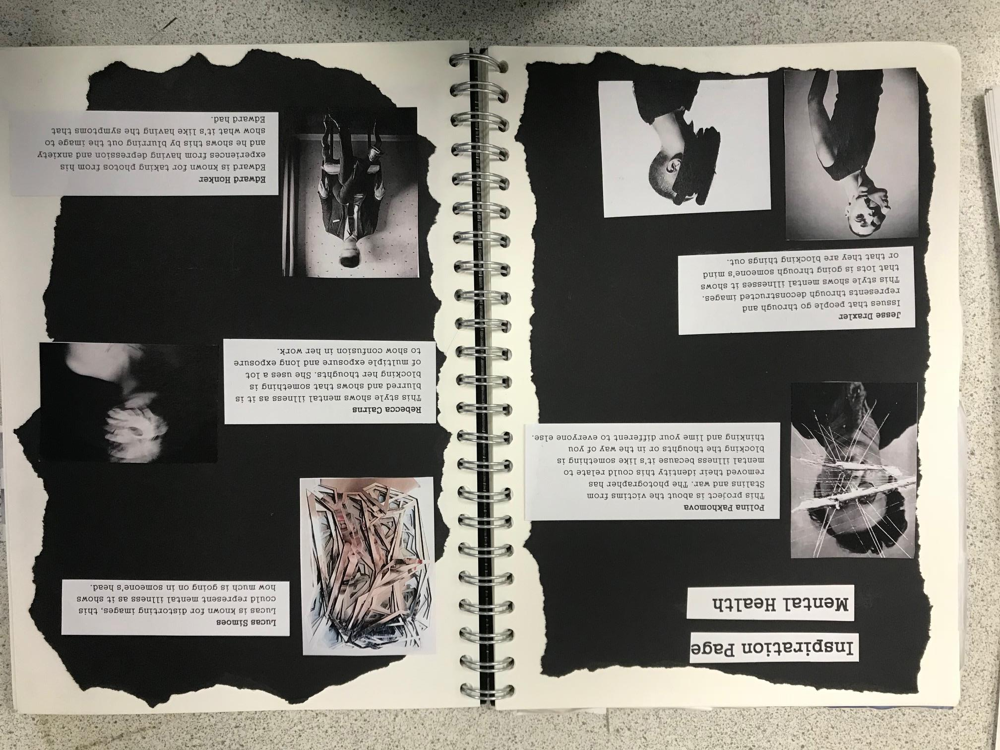 Inspiration Page
Mental Health
Polina Pakhomova
This project is about the victims from
Stalins and war. The photographer has
removed their identity this could relate to
mental illness because it's like something is
blocking the thoughts or in the way of you
thinking and lime your different to everyone else.
Jesse Draxler
Issues that people go through and
represents through deconstructed images.
This style shows mental illnesses it shows
that lots is going through someone's mind
or that they are blocking things out.
Lucas Simoes
Lucas is known for distorting images, this
could represent mental illness as it shows
how much is going on in someone's head.
Rebecca Cairns
This style shows mental illness as it is
blurred and shows that something is
blocking her thoughts. She uses a lot
of multiple exposure and long exposure
to show confusion in her work.
Edward Honker
Edward is known for taking photos from his
experiences from having depression and anxiety
and he shows this by blurring out the image to
show what it's like having the symptoms that
Edward had.